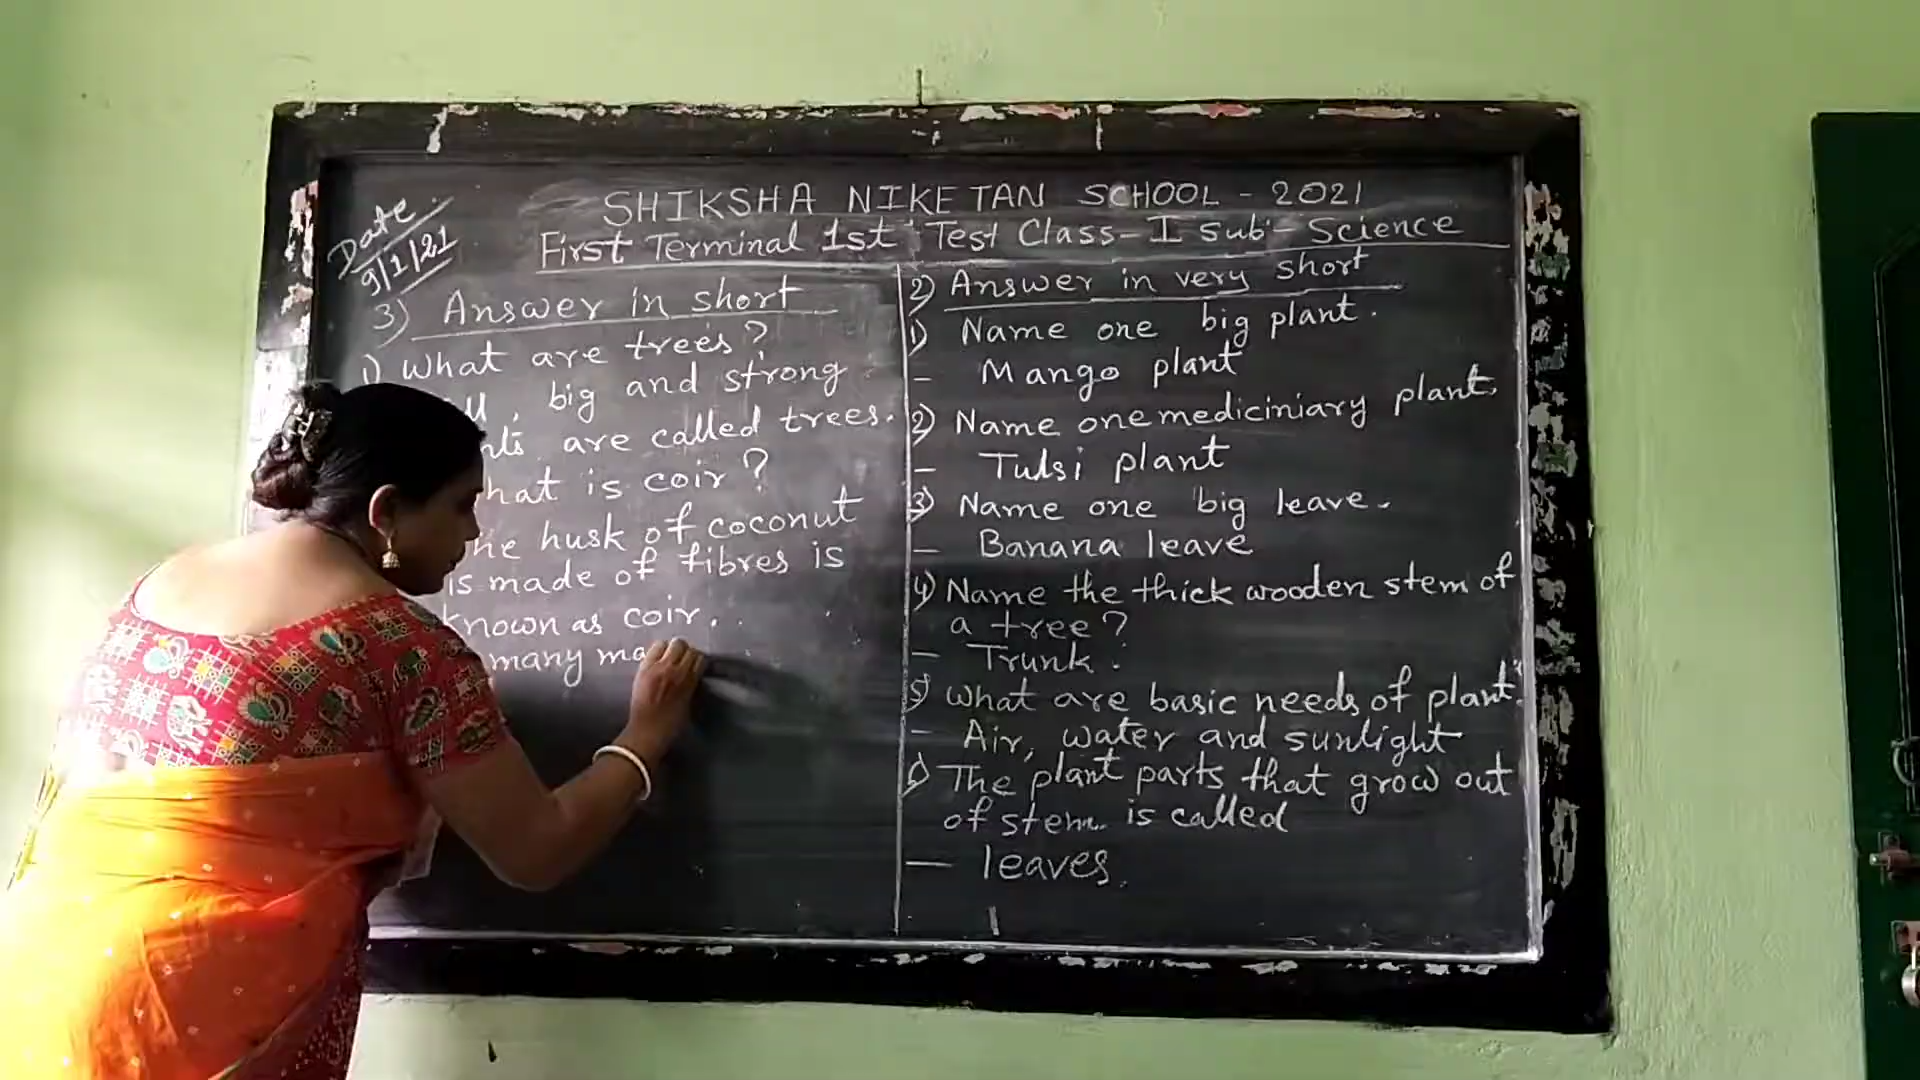 Date.
9/1/21
SHIKSHA NIKETAN SCHOOL - 2021
First Terminal 1st Test Class - I sub - Science
3) Answer in short
1) What are trees?
big and strong
are called trees.
is coir?
husk of coconut
is made of fibres is
known as coir.
many
2) Answer in very short
1) Name one big plant.
- Mango plant
2) Name one mediciniary plant.
- Tulsi plant
3) Name one big leave.
- Banana leave
4) Name the thick wooden stem of
a tree?
- Trunk.
5) What are basic needs of plant?
- Air, water and sunlight
6) The plant parts that grow out
of stem is called
- leaves.